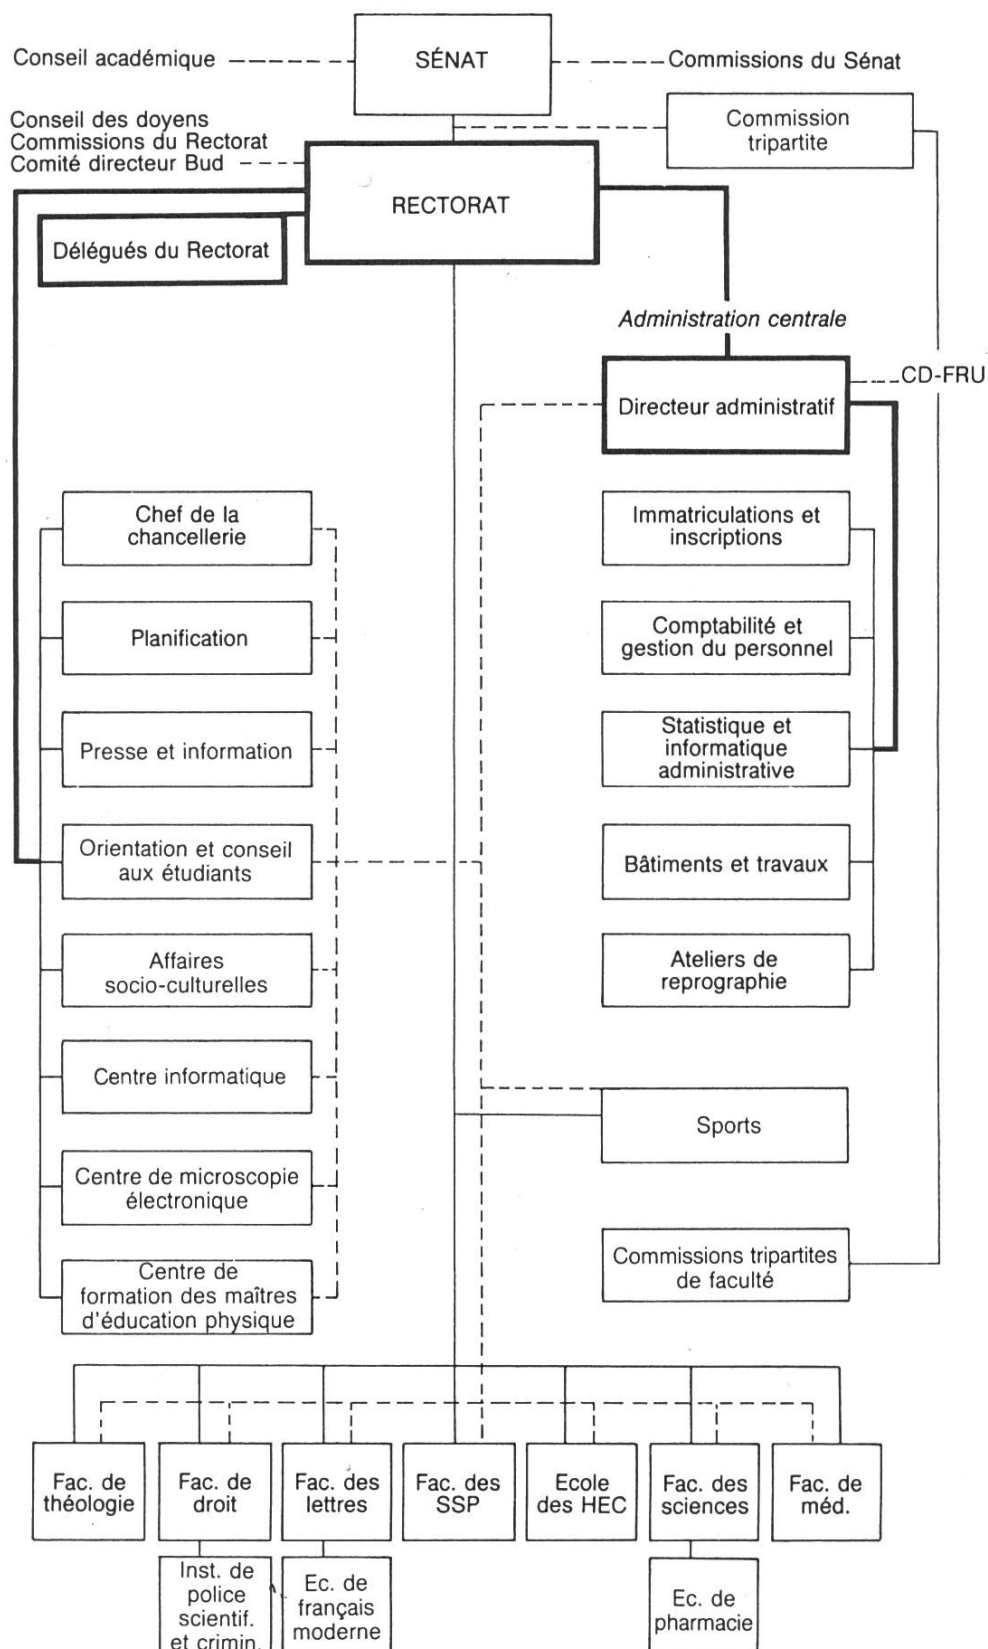 Conseil académique
SÉNAT
Commissions du Sénat
Conseil des doyens
Commissions du Rectorat
Comité directeur Bud
Commission
tripartite
RECTORAT
Délégués du Rectorat
Administration centrale
CD-FRU
Directeur administratif
Chef de la
chancellerie
Immatriculations et
inscriptions
Planification
Comptabilité et
gestion du personnel
Presse et information
Statistique et
informatique
administrative
Orientation et conseil
aux étudiants
Bâtiments et travaux
Affaires
socio-culturelles
Ateliers de
reprographie
Centre informatique
Sports
Centre de microscopie
électronique
Commissions tripartites
de faculté
Centre de
formation des maîtres
d'éducation physique
Fac. de
théologie
Fac. de
droit
Fac. des
lettres
Fac. des
SSP
Ecole
des HEC
Fac. des
sciences
Fac. de
méd.
Inst. de
police
scientif.
et crimin.
Ec. de
français
moderne
Ec. de
pharmacie